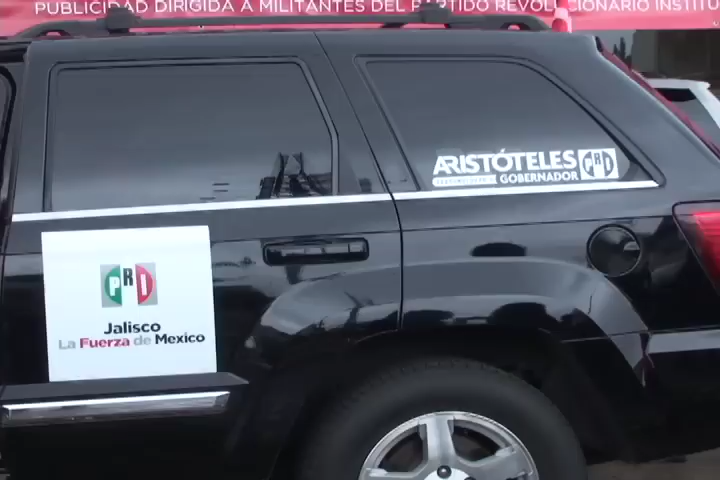 PUBLICIDAD DIRIGIDA A MILITANTES DEL PARTIDO REVOLUCIONARIO INSTITU
ARISTÓTELES PRI
GOBERNADOR
PRI
Jalisco
La Fuerza de Mexico